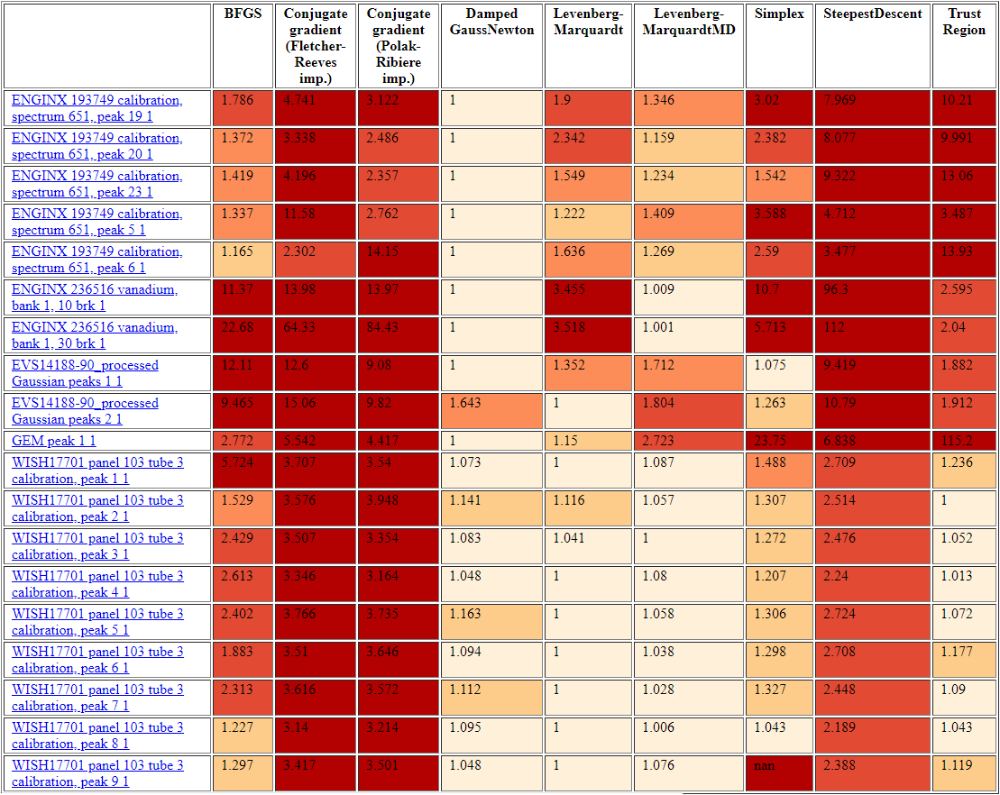 BFGS Conjugate gradient (Fletcher- Reeves imp.) Conjugate gradient (Polak- Ribiere imp.) Damped GaussNewton Levenberg- Marquardt Levenberg- MarquardtMD Simplex SteepestDescent Trust Region
ENGINX 193749 calibration, spectrum 651, peak 19 1 1.786 4.741 3.122 1 1.9 1.346 3.02 7.969 10.21
ENGINX 193749 calibration, spectrum 651, peak 20 1 1.372 3.338 2.486 1 2.342 1.159 2.382 8.077 9.991
ENGINX 193749 calibration, spectrum 651, peak 23 1 1.419 4.196 2.357 1 1.549 1.234 1.542 9.322 13.06
ENGINX 193749 calibration, spectrum 651, peak 5 1 1.337 11.58 2.762 1 1.222 1.409 3.588 4.712 3.487
ENGINX 193749 calibration, spectrum 651, peak 6 1 1.165 2.302 14.15 1 1.636 1.269 2.59 3.477 13.93
ENGINX 236516 vanadium, bank 1, 10 brk 1 11.37 13.98 13.97 1 3.455 1.009 10.7 96.3 2.595
ENGINX 236516 vanadium, bank 1, 30 brk 1 22.68 64.33 84.43 1 3.518 1.001 5.713 112 2.04
EVS14188-90_processed Gaussian peaks 1 1 12.11 12.6 9.08 1 1.352 1.712 1.075 9.419 1.882
EVS14188-90_processed Gaussian peaks 2 1 9.465 15.06 9.82 1.643 1 1.804 1.263 10.79 1.912
GEM peak 1 1 2.772 5.542 4.417 1 1.15 2.723 23.75 6.838 115.2
WISH17701 panel 103 tube 3 calibration, peak 1 1 5.724 3.707 3.54 1.073 1 1.087 1.488 2.709 1.236
WISH17701 panel 103 tube 3 calibration, peak 2 1 1.529 3.576 3.948 1.141 1.116 1.057 1.307 2.514 1
WISH17701 panel 103 tube 3 calibration, peak 3 1 2.429 3.507 3.354 1.083 1.041 1 1.272 2.476 1.052
WISH17701 panel 103 tube 3 calibration, peak 4 1 2.613 3.346 3.164 1.048 1 1.08 1.207 2.24 1.013
WISH17701 panel 103 tube 3 calibration, peak 5 1 2.402 3.766 3.735 1.163 1 1.058 1.306 2.724 1.072
WISH17701 panel 103 tube 3 calibration, peak 6 1 1.883 3.51 3.646 1.094 1 1.038 1.298 2.708 1.177
WISH17701 panel 103 tube 3 calibration, peak 7 1 2.313 3.616 3.572 1.112 1 1.028 1.327 2.448 1.09
WISH17701 panel 103 tube 3 calibration, peak 8 1 1.227 3.14 3.214 1.095 1 1.006 1.043 2.189 1.043
WISH17701 panel 103 tube 3 calibration, peak 9 1 1.297 3.417 3.501 1.048 1 1.076 nan 2.388 1.119